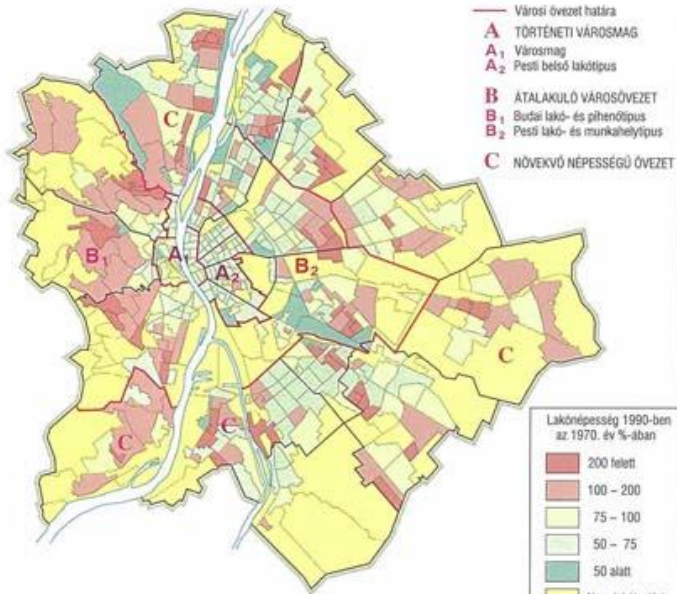 Városi övezet határa
A TÖRTÉNETI VÁROSMAG
A₁ Városmag
A₂ Pesti belső lakótípus
B ÁTALAKULÓ VÁROSÖVEZET
B₁ Budai lakó- és pihenőtípus
B₂ Pesti lakó- és munkahelytípus
C NÖVEKVŐ NÉPESSÉGŰ ÖVEZET
C
B₁
A₁
A₂
B₂
C
C
C
Lakónépesség 1990-ben
az 1970. év %-ában
200 felett
100 – 200
75 – 100
50 – 75
50 alatt